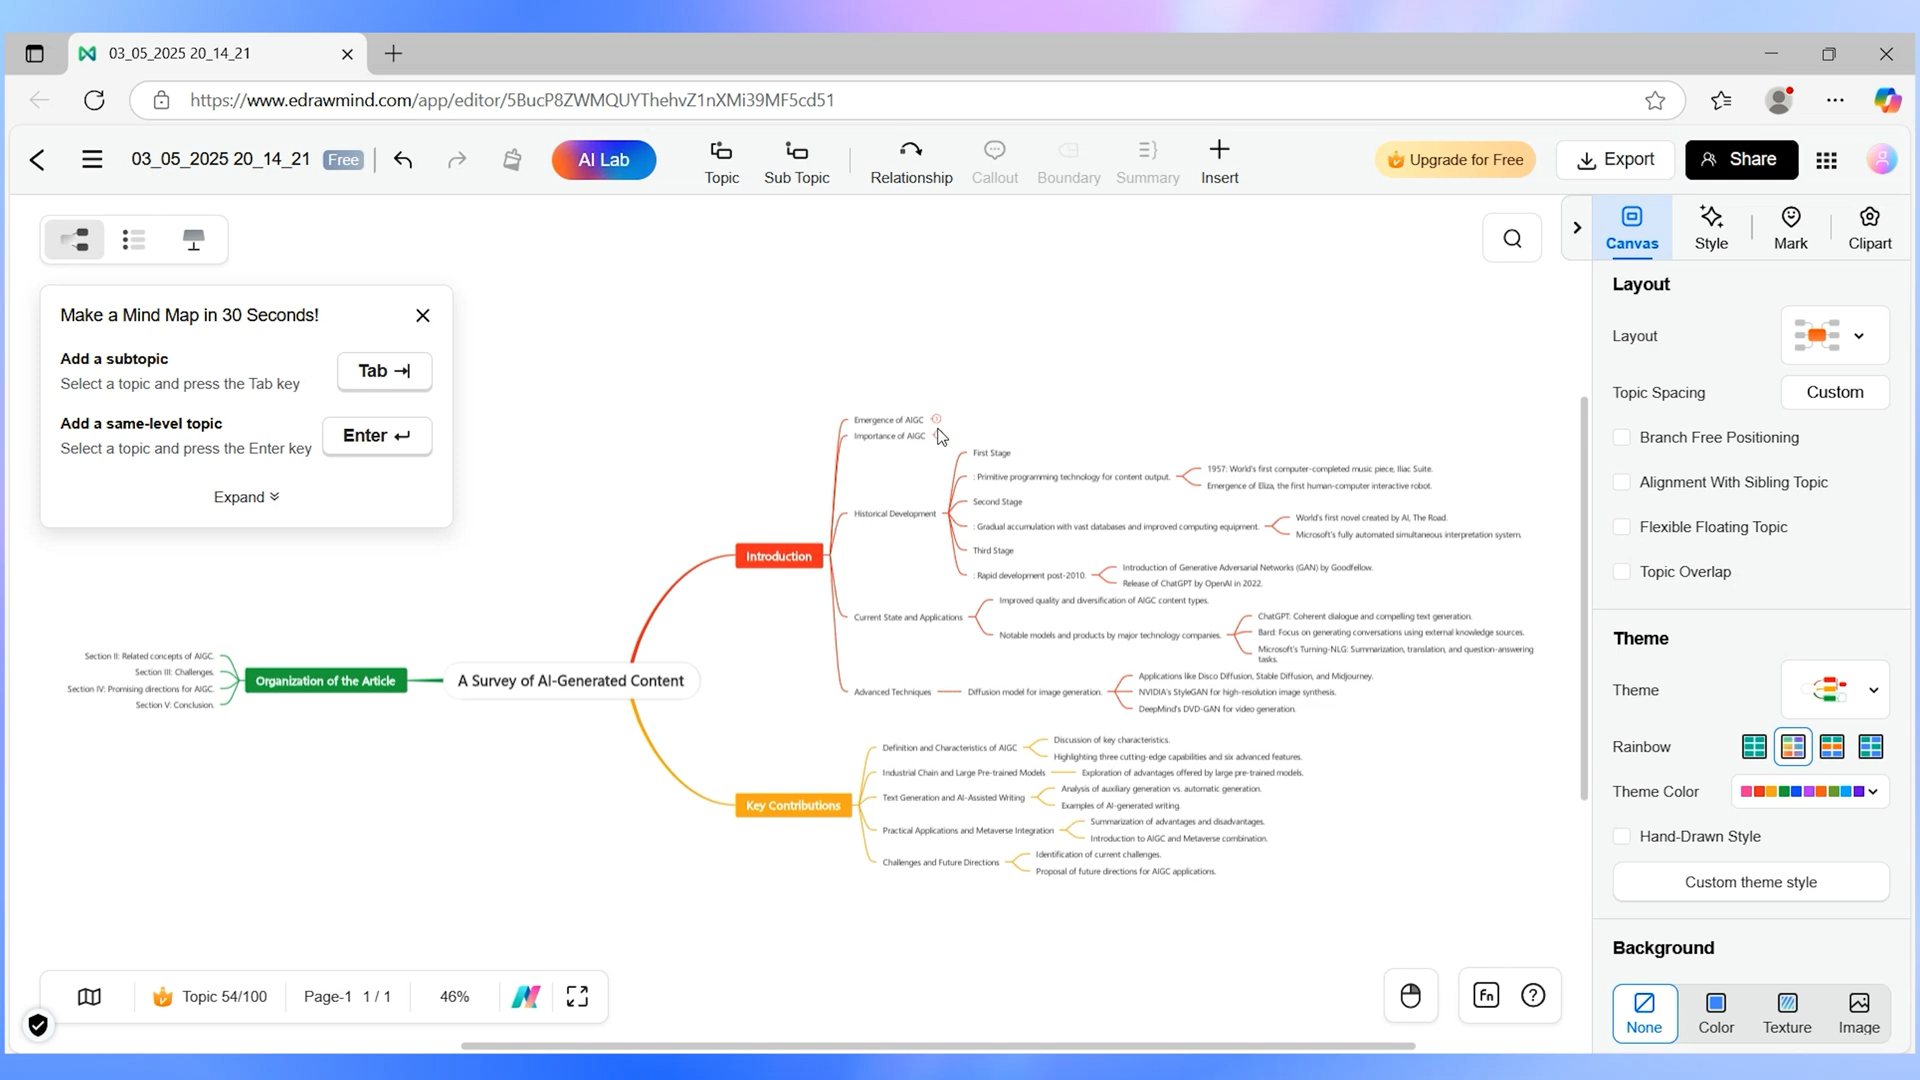 03_05_2025 20_14_21
https://www.edrawmind.com/app/editor/5BucP8ZWMQUYThehvZ1nXMi39MF5cd51
03_05_2025 20_14_21 Free
AI Lab
Topic
Sub Topic
Relationship
Callout
Boundary
Summary
Insert
Upgrade for Free
Export
Share
Make a Mind Map in 30 Seconds!
Add a subtopic
Select a topic and press the Tab key
Tab
Add a same-level topic
Select a topic and press the Enter key
Enter
Expand
A Survey of AI-Generated Content
Introduction
Emergence of AIGC
Importance of AIGC
Historical Development
First Stage
: Primitive programming technology for content output.
1957: World's first computer-completed music piece, Iliac Suite.
Emergence of Eliza, the first human-computer interactive robot.
Second Stage
: Gradual accumulation with vast databases and improved computing equipment.
World's first novel created by AI, The Road.
Microsoft's fully automated simultaneous interpretation system.
Third Stage
: Rapid development post-2010.
Introduction of Generative Adversarial Networks (GAN) by Goodfellow.
Release of ChatGPT by OpenAI in 2022.
Current State and Applications
Improved quality and diversification of AIGC content types.
Notable models and products by major technology companies.
ChatGPT: Coherent dialogue and compelling text generation.
Bard: Focus on generating conversations using external knowledge sources.
Microsoft's Turning-NLG: Summarization, translation, and question-answering
tasks.
Advanced Techniques
Diffusion model for image generation.
Applications like Disco Diffusion, Stable Diffusion, and Midjourney.
NVIDIA's StyleGAN for high-resolution image synthesis.
DeepMind's DVD-GAN for video generation.
Key Contributions
Definition and Characteristics of AIGC
Discussion of key characteristics.
Highlighting three cutting-edge capabilities and six advanced features.
Industrial Chain and Large Pre-trained Models
Exploration of advantages offered by large pre-trained models.
Text Generation and AI-Assisted Writing
Analysis of auxiliary generation vs. automatic generation.
Examples of AI-generated writing.
Practical Applications and Metaverse Integration
Summarization of advantages and disadvantages.
Introduction to AIGC and Metaverse combination.
Challenges and Future Directions
Identification of current challenges.
Proposal of future directions for AIGC applications.
Organization of the Article
Section II: Related concepts of AIGC.
Section III: Challenges.
Section IV: Promising directions for AIGC.
Section V: Conclusion.
Topic 54/100
Page-1 1 / 1
46%
Fn
Canvas
Style
Mark
Clipart
Layout
Layout
Topic Spacing
Custom
Branch Free Positioning
Alignment With Sibling Topic
Flexible Floating Topic
Topic Overlap
Theme
Theme
Rainbow
Theme Color
Hand-Drawn Style
Custom theme style
Background
None
Color
Texture
Image